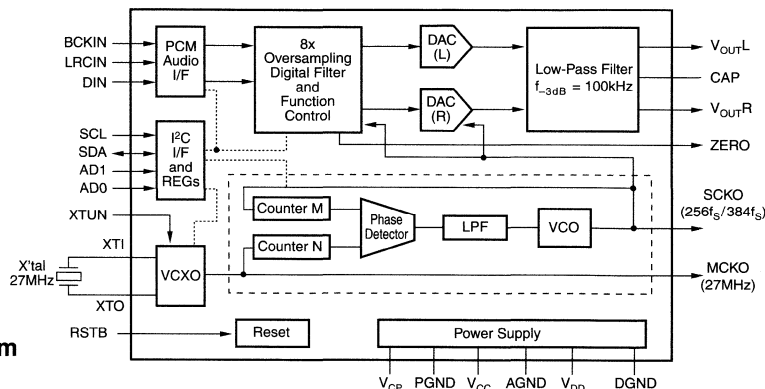 BCKIN
LRCIN
DIN
PCM
Audio
I/F
8x
Oversampling
Digital Filter
and
Function
Control
DAC
(L)
DAC
(R)
Low-Pass Filter
f–3dB = 100kHz
VOUTL
CAP
VOUTR
ZERO
SCL
SDA
AD1
AD0
I²C
I/F
and
REGs
XTUN
XTI
X'tal
27MHz
XTO
VCXO
Counter M
Counter N
Phase
Detector
LPF
VCO
SCKO
(256fS/384fS)
MCKO
(27MHz)
RSTB
Reset
Power Supply
m
VCP PGND VCC AGND VDD DGND